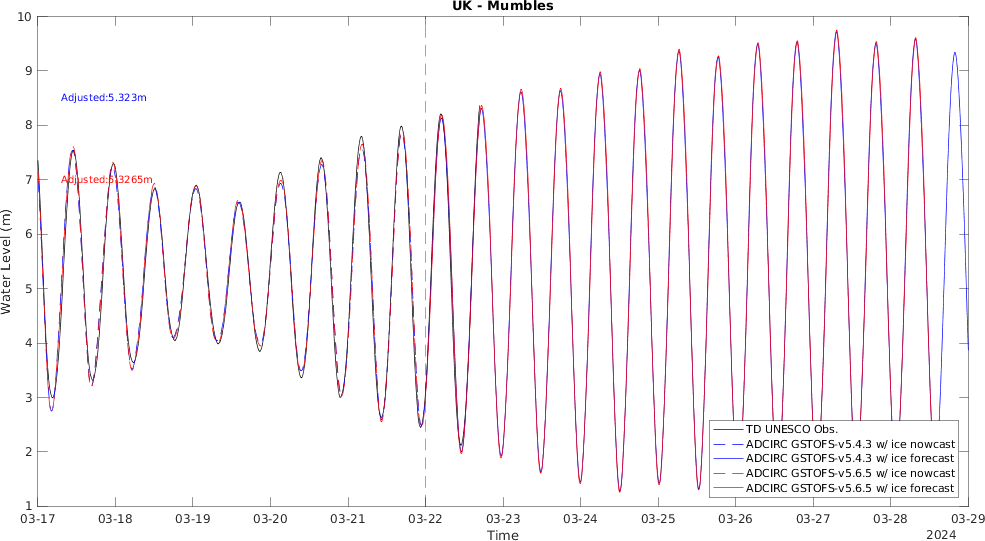 UK - Mumbles
10
9
8
7
6
5
4
3
2
1
Water Level (m)
Adjusted:5.323m
Adjusted:5.3265m
TD UNESCO Obs.
ADCIRC GSTOFS-v5.4.3 w/ ice nowcast
ADCIRC GSTOFS-v5.4.3 w/ ice forecast
ADCIRC GSTOFS-v5.6.5 w/ ice nowcast
ADCIRC GSTOFS-v5.6.5 w/ ice forecast
03-17 03-18 03-19 03-20 03-21 03-22 03-23 03-24 03-25 03-26 03-27 03-28 03-29
Time
2024